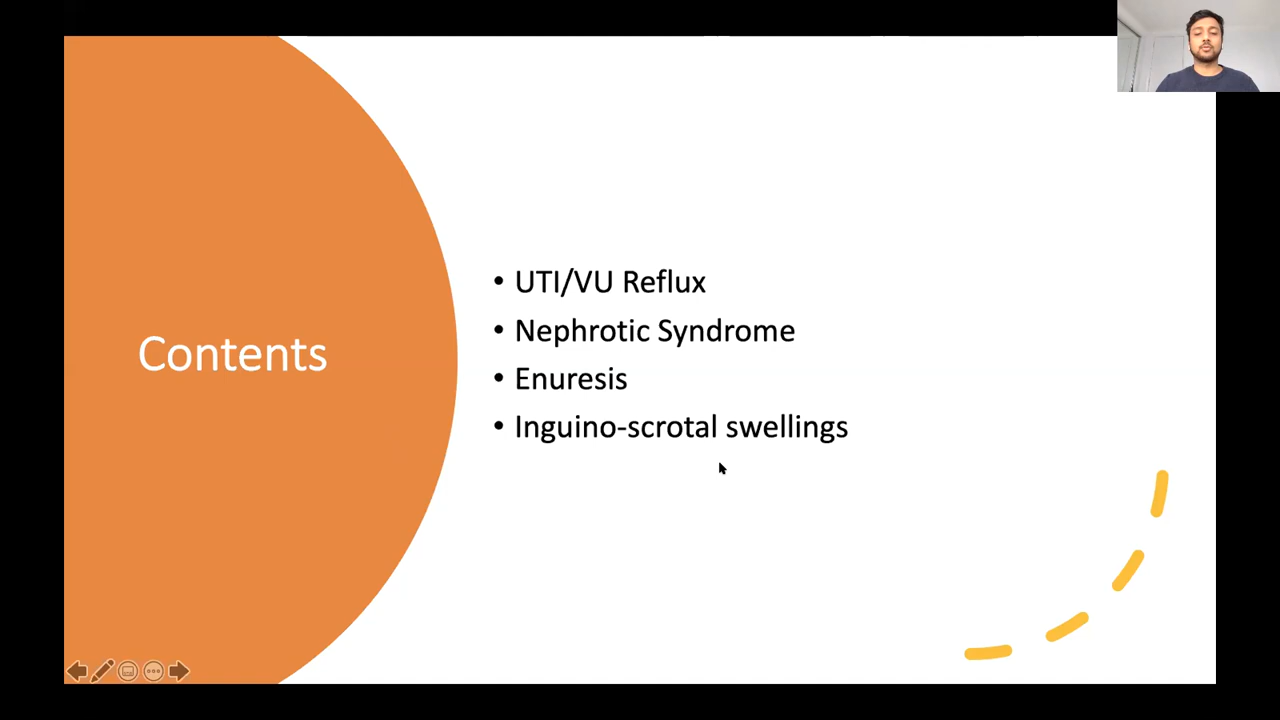 Contents
• UTI/VU Reflux
• Nephrotic Syndrome
• Enuresis
• Inguino-scrotal swellings